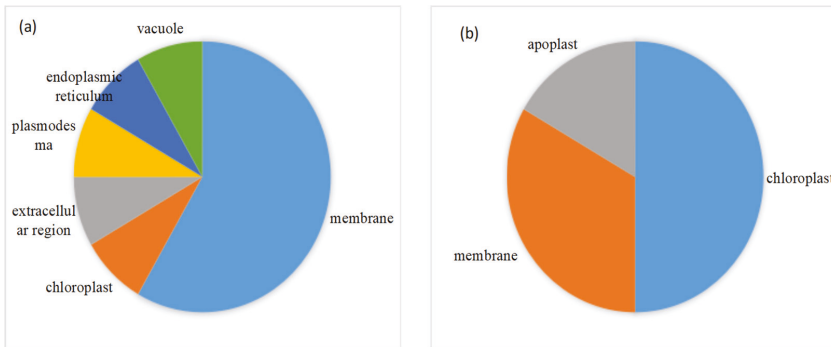 (a)
vacuole
endoplasmic
reticulum
plasmodes
ma
extracellul
ar region
chloroplast
membrane
(b)
apoplast
chloroplast
membrane